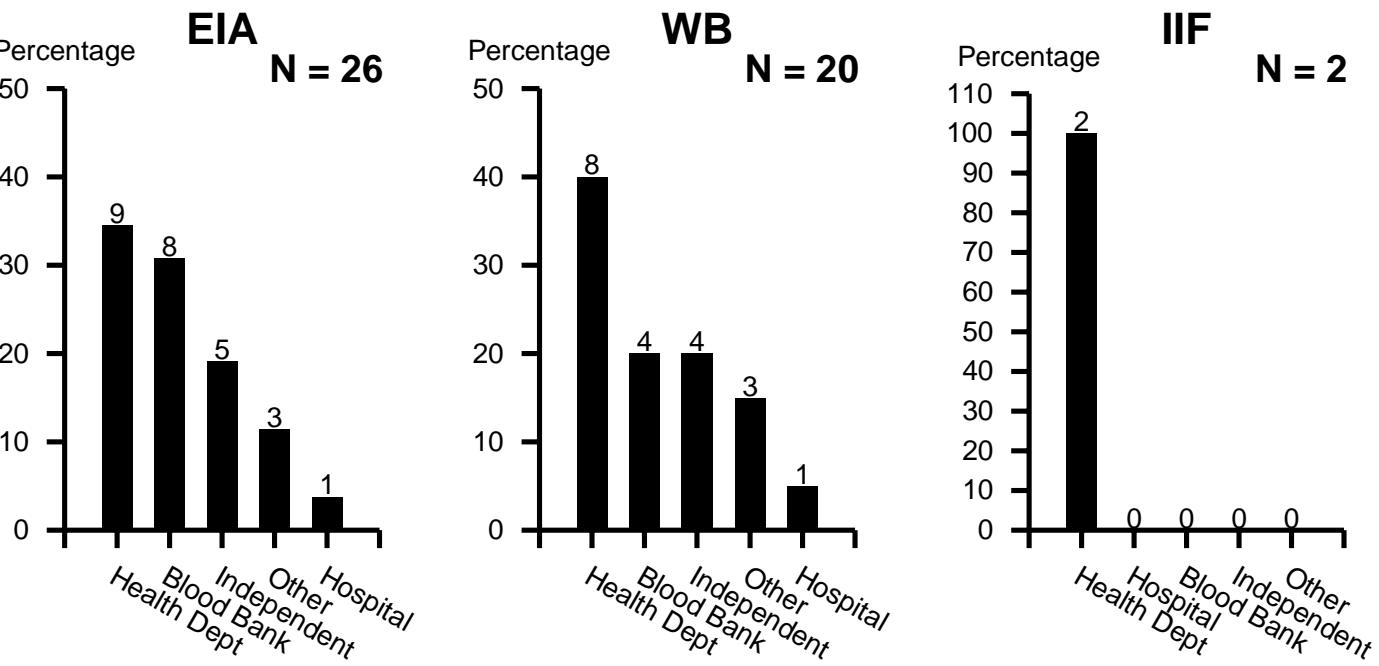 EIA
Percentage
N = 26
50
40
30
20
10
0
9
8
5
3
1
Health Dept
Blood Bank
Independent
Other
Hospital
WB
Percentage
N = 20
50
40
30
20
10
0
8
4
4
3
1
Health Dept
Blood Bank
Independent
Other
Hospital
IIF
Percentage
N = 2
110
100
90
80
70
60
50
40
30
20
10
0
2
0
0
0
0
Health Dept
Hospital
Blood Bank
Independent
Other